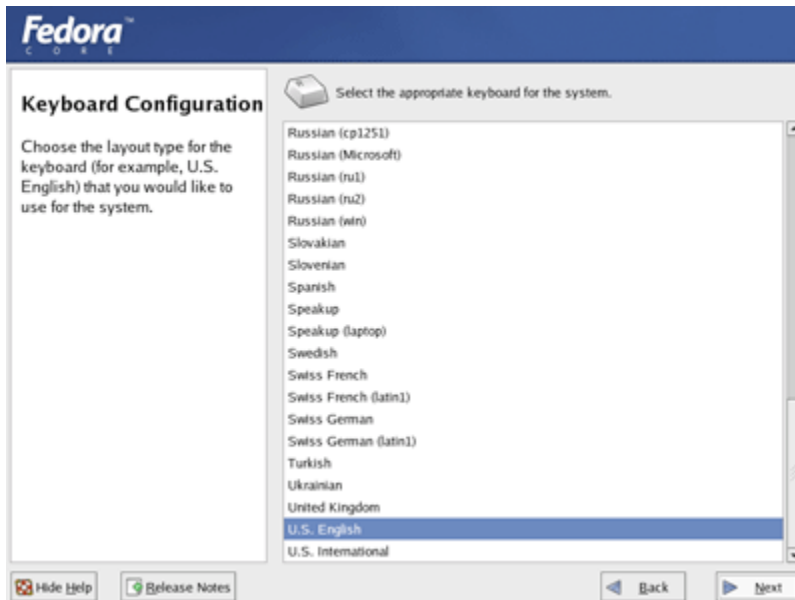 Fedora™
CORE
Keyboard Configuration
Choose the layout type for the
keyboard (for example, U.S.
English) that you would like to
use for the system.
Select the appropriate keyboard for the system.
Russian (cp1251)
Russian (Microsoft)
Russian (ru1)
Russian (ru2)
Russian (win)
Slovakian
Slovenian
Spanish
Speakup
Speakup (laptop)
Swedish
Swiss French
Swiss French (latin1)
Swiss German
Swiss German (latin1)
Turkish
Ukrainian
United Kingdom
U.S. English
U.S. International
Hide Help
Release Notes
Back
Next